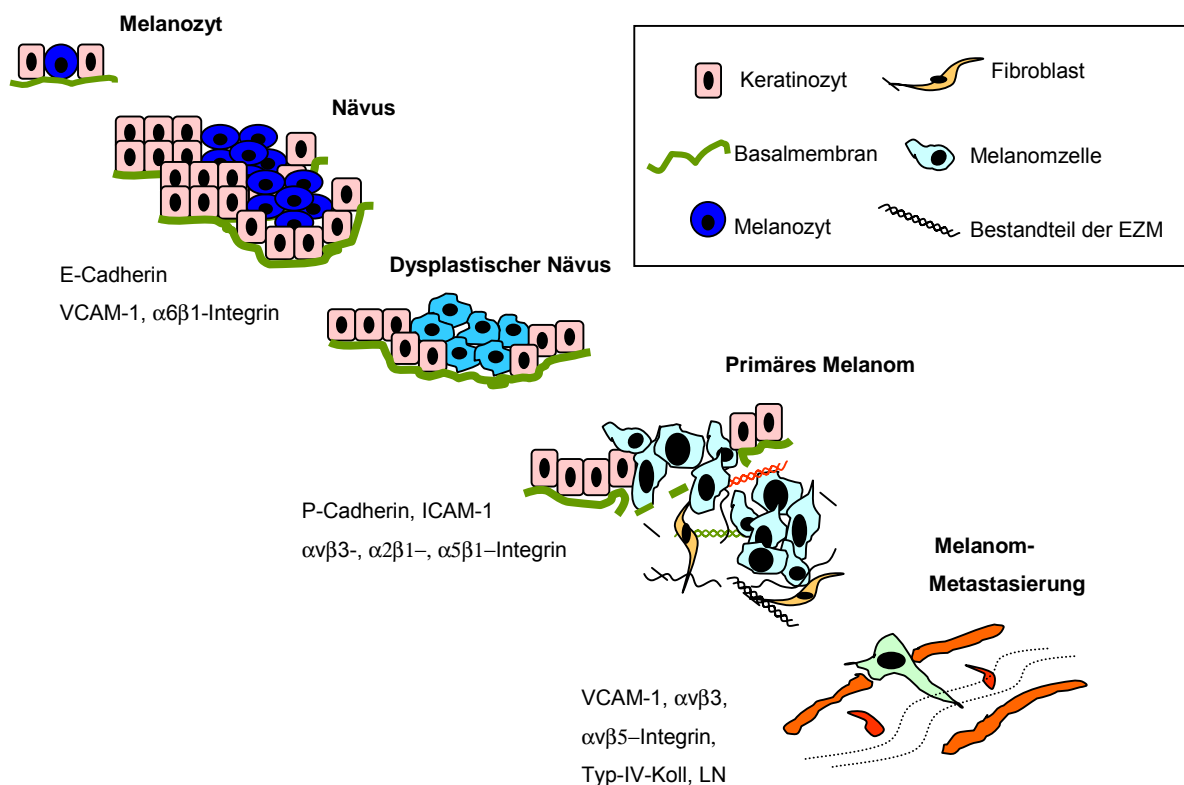 Melanozyt
Nävus
E-Cadherin
VCAM-1, α6β1-Integrin
Dysplastischer Nävus
Primäres Melanom
P-Cadherin, ICAM-1
αvβ3-, α2β1–, α5β1–Integrin
Melanom-
Metastasierung
VCAM-1, αvβ3,
αvβ5–Integrin,
Typ-IV-Koll, LN
Keratinozyt
Fibroblast
Basalmembran
Melanomzelle
Melanozyt
Bestandteil der EZM